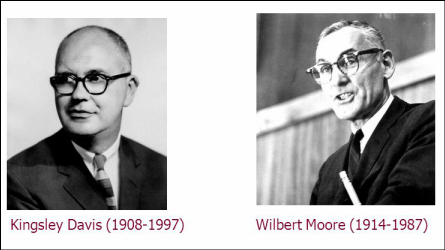 Kingsley Davis (1908-1997)
Wilbert Moore (1914-1987)